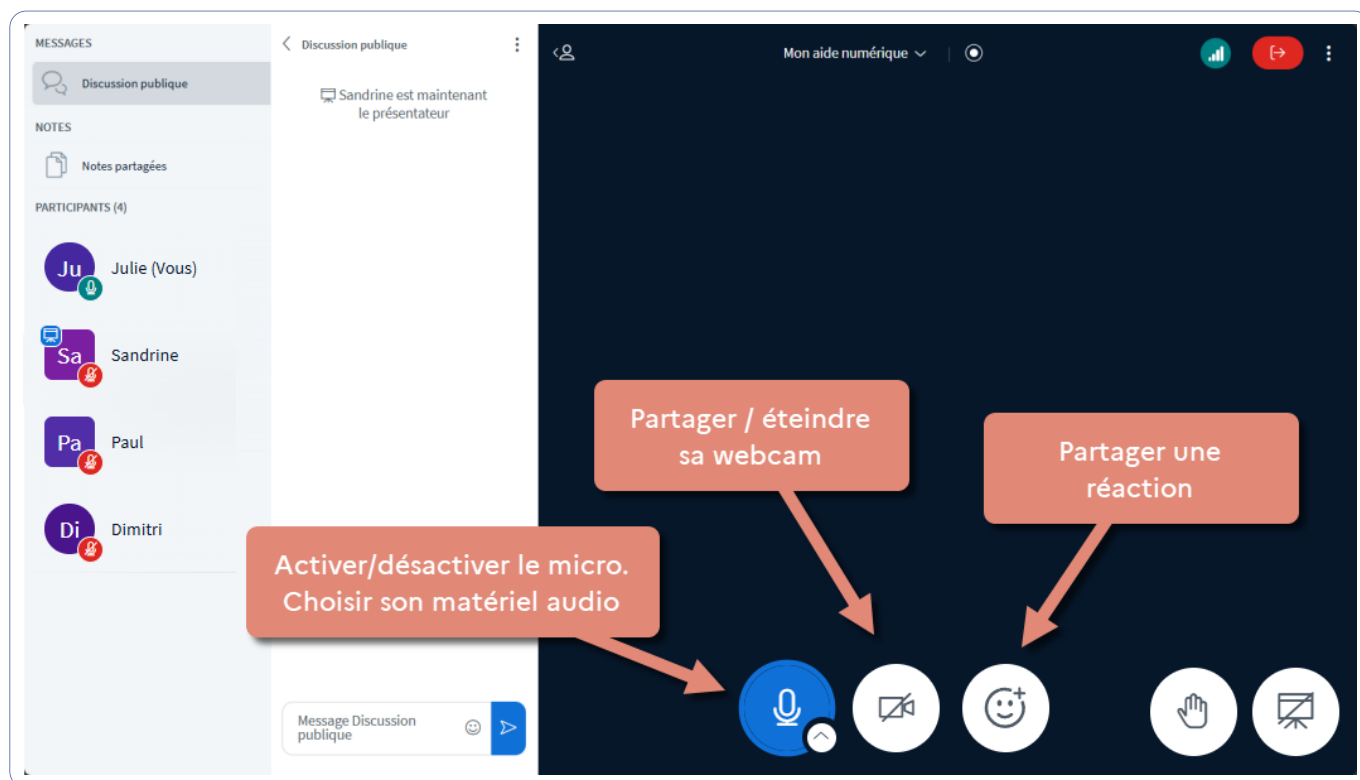 MESSAGES
Discussion publique
NOTES
Notes partagées
PARTICIPANTS (4)
Ju
Julie (Vous)
Sa
Sandrine
Pa
Paul
Di
Dimitri
Discussion publique
Sandrine est maintenant
le présentateur
Message Discussion
publique
Mon aide numérique
Partager / éteindre
sa webcam
Partager une
réaction
Activer/désactiver le micro.
Choisir son matériel audio